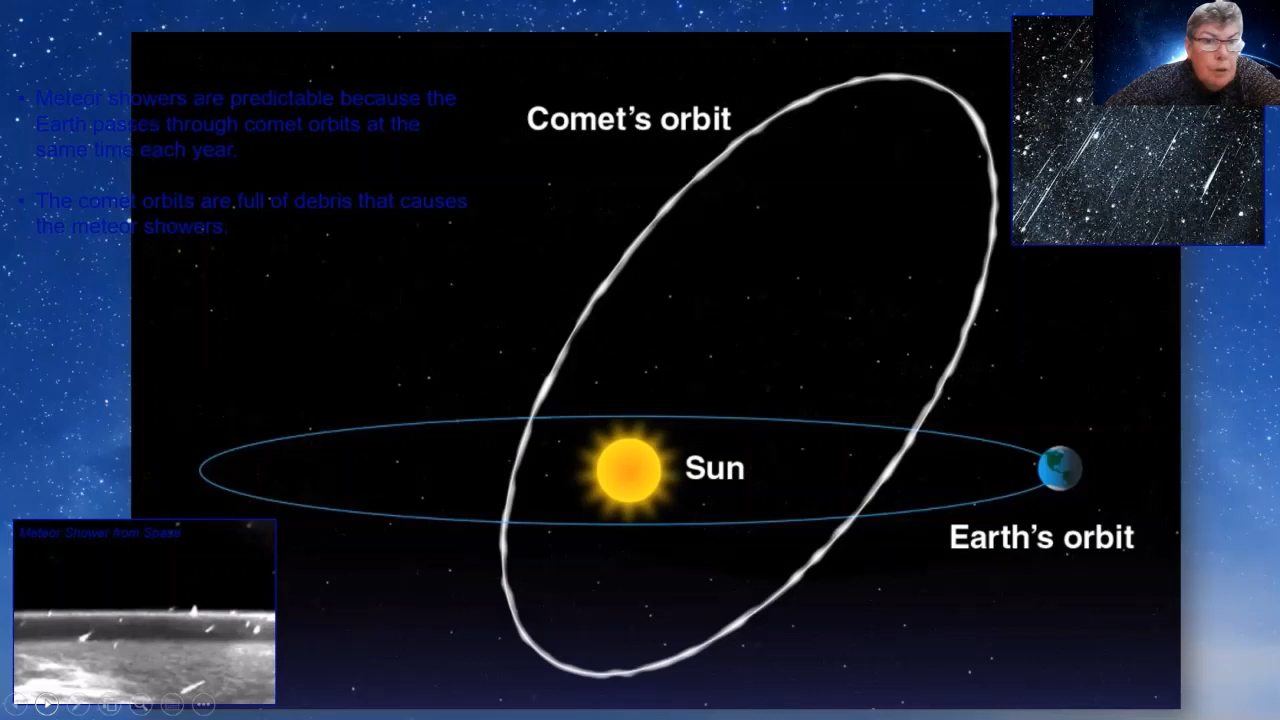 • Meteor showers are predictable because the
Earth passes through comet orbits at the
same time each year.
• The comet orbits are full of debris that causes
the meteor showers.
Comet's orbit
Sun
Earth's orbit
Meteor Shower from Space